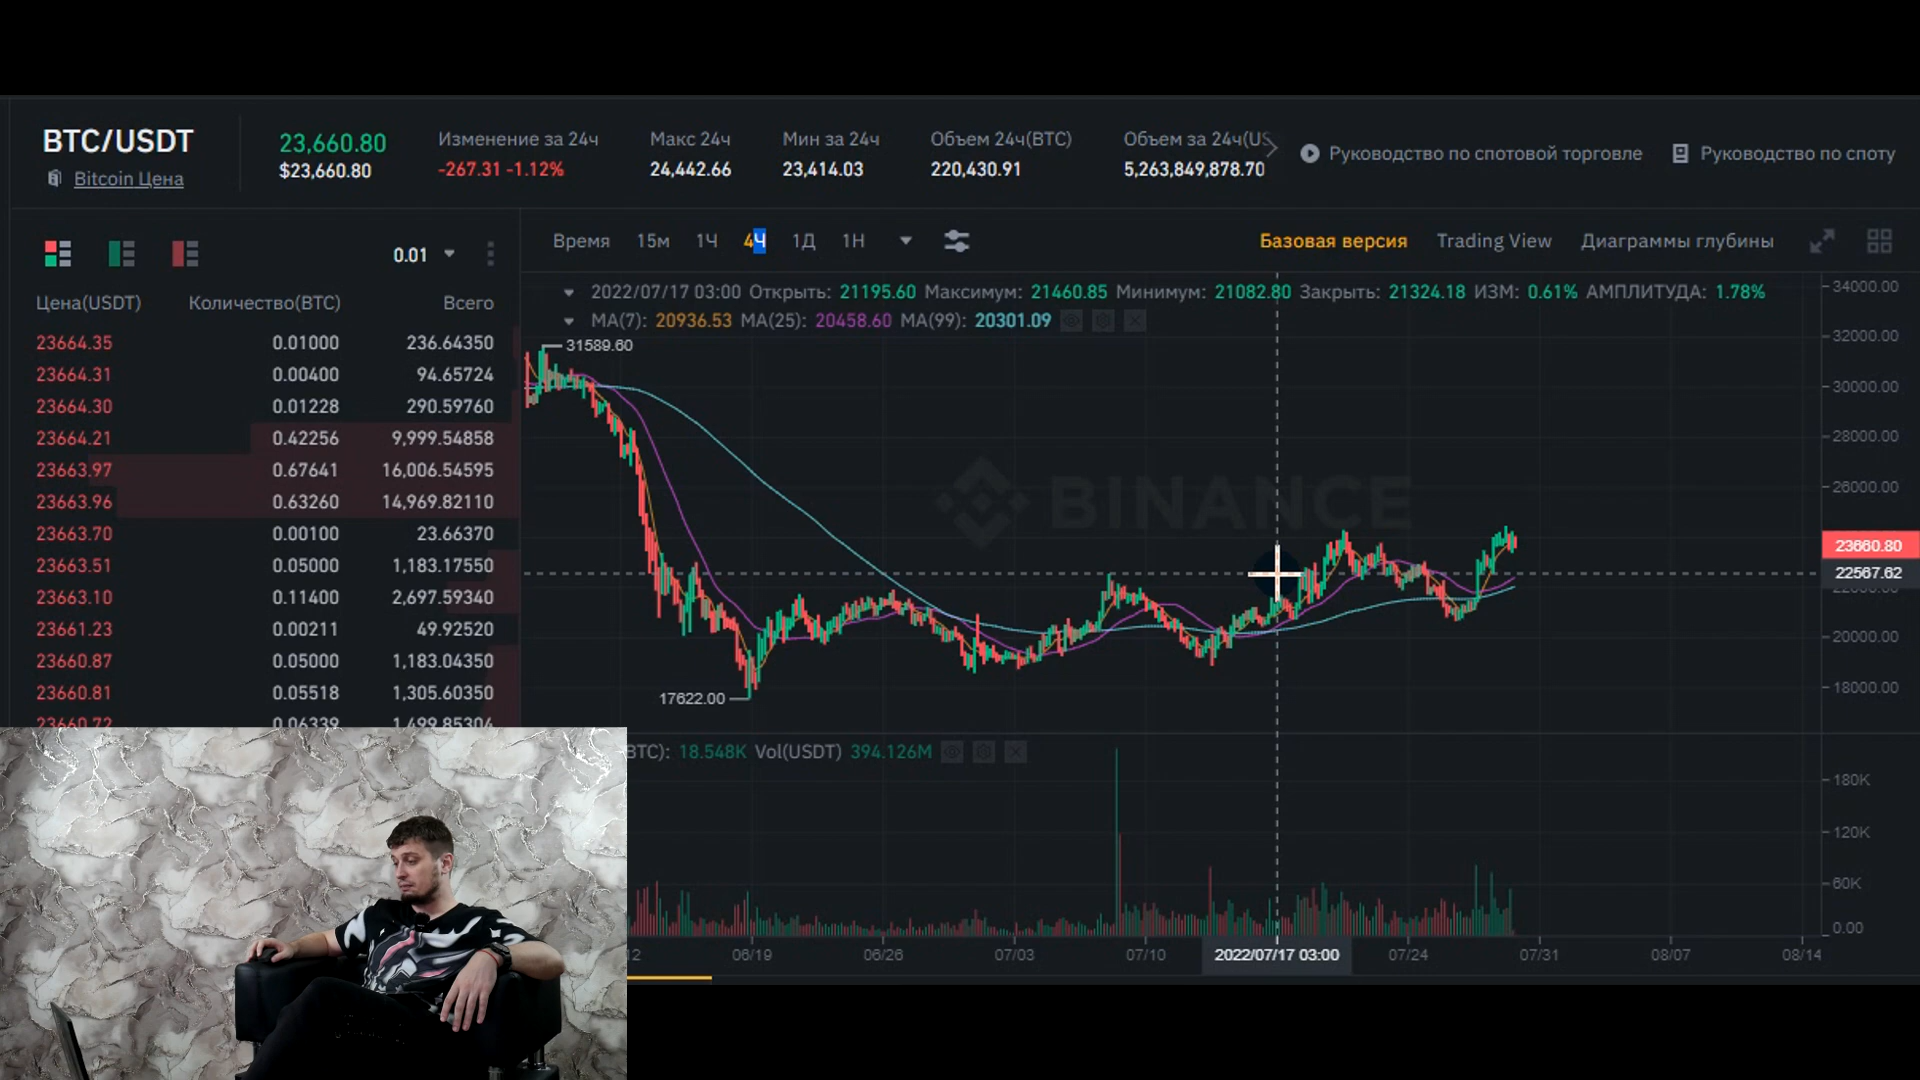 BTC/USDT
Bitcoin Цена
23,660.80
$23,660.80
Изменение за 24ч
-267.31 -1.12%
Макс 24ч
24,442.66
Мин за 24ч
23,414.03
Объем 24ч(BTC)
220,430.91
Объем за 24ч(US
5,263,849,878.70
Руководство по спотовой торговле
Руководство по споту
0.01
Цена(USDT) Количество(BTC) Всего
23664.35 0.01000 236.64350
23664.31 0.00400 94.65724
23664.30 0.01228 290.59760
23664.21 0.42256 9,999.54858
23663.97 0.67641 16,006.54595
23663.96 0.63260 14,969.82110
23663.70 0.00100 23.66370
23663.51 0.05000 1,183.17550
23663.10 0.11400 2,697.59340
23661.23 0.00211 49.92520
23660.87 0.05000 1,183.04350
23660.81 0.05518 1,305.60350
23660.72 0.06339 1,499.85304
Время 15м 1Ч 4Ч 1Д 1Н
Базовая версия Trading View Диаграммы глубины
2022/07/17 03:00 Открыть: 21195.60 Максимум: 21460.85 Минимум: 21082.80 Закрыть: 21324.18 ИЗМ: 0.61% АМПЛИТУДА: 1.78%
MA(7): 20936.53 MA(25): 20458.60 MA(99): 20301.09
31589.60
17622.00
BINANCE
34000.00
32000.00
30000.00
28000.00
26000.00
23660.80
22567.62
22000.00
20000.00
18000.00
BTC): 18.548K Vol(USDT) 394.126M
180K
120K
60K
0.00
12 06/19 06/26 07/03 07/10 2022/07/17 03:00 07/24 07/31 08/07 08/14